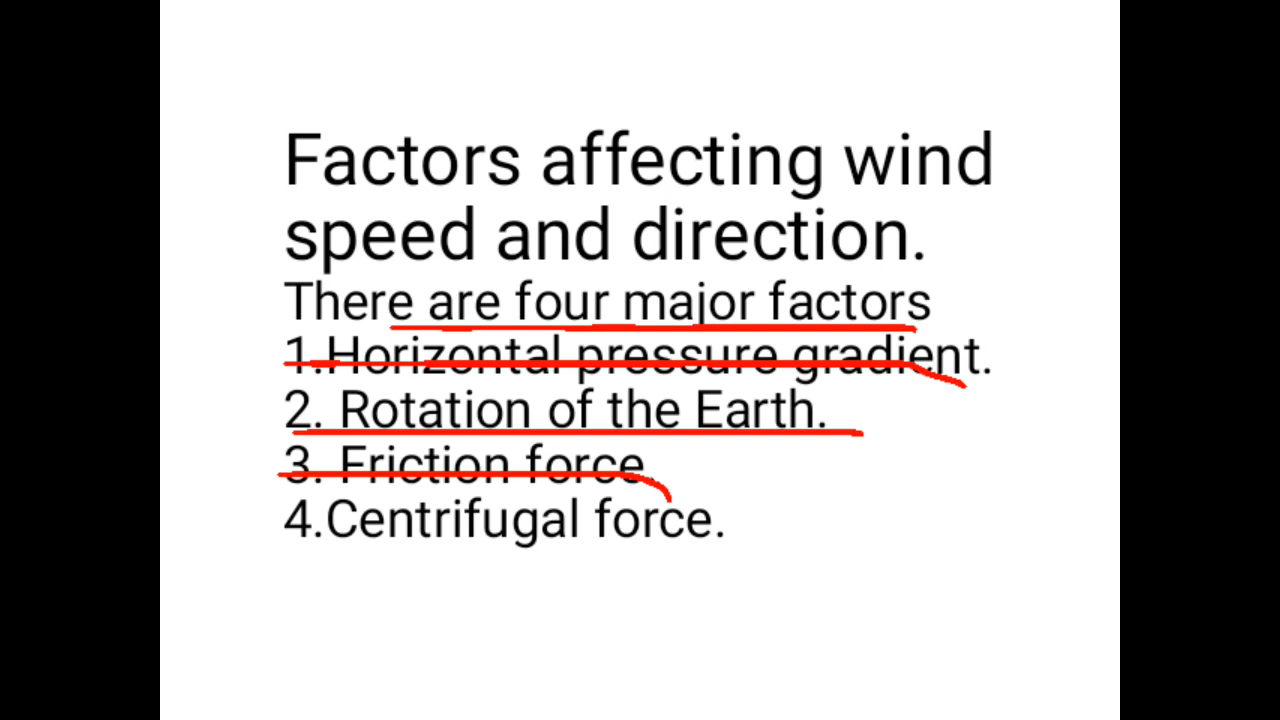 Factors affecting wind
speed and direction.
There are four major factors
1.Horizontal pressure gradient.
2. Rotation of the Earth.
3. Friction force.
4.Centrifugal force.